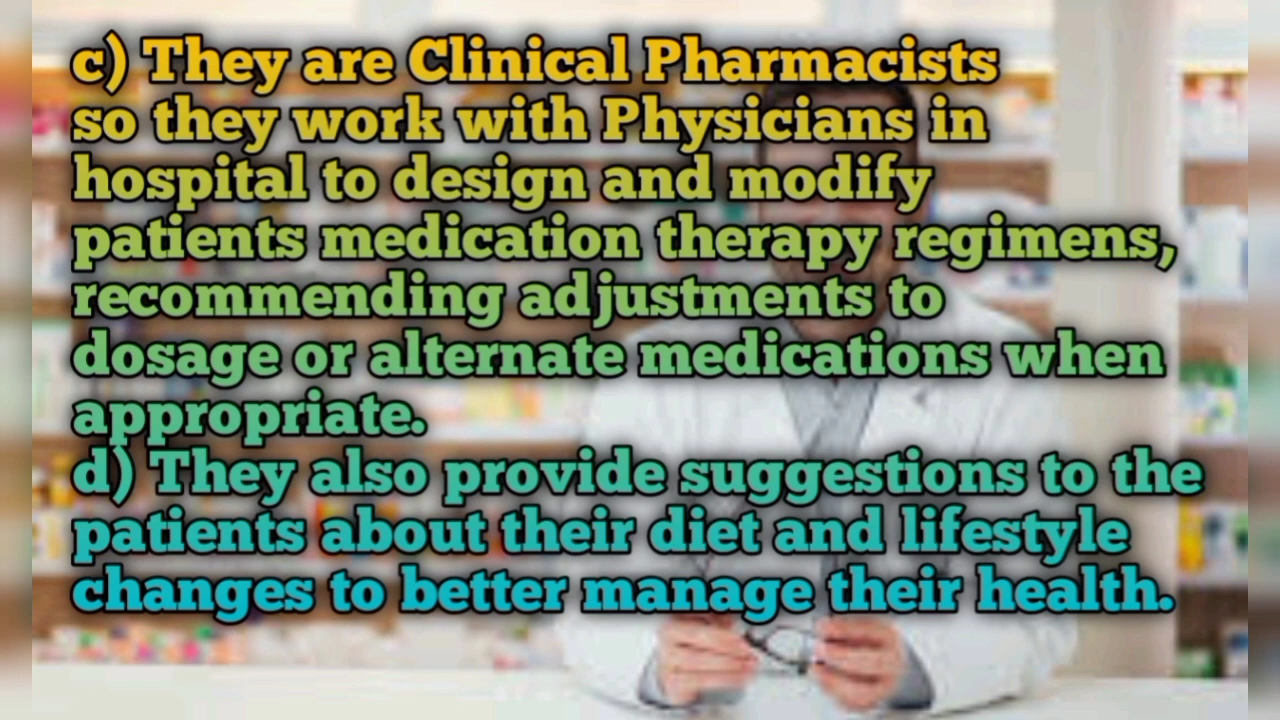 c) They are Clinical Pharmacists
so they work with Physicians in
hospital to design and modify
patients medication therapy regimens,
recommending adjustments to
dosage or alternate medications when
appropriate.
d) They also provide suggestions to the
patients about their diet and lifestyle
changes to better manage their health.